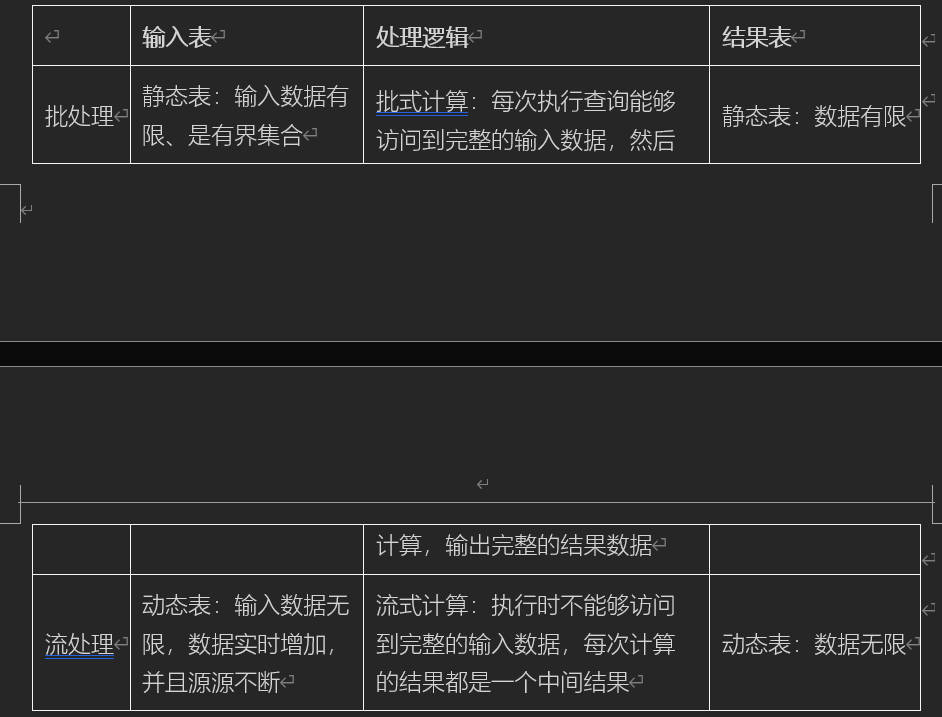 输入表 处理逻辑 结果表
批处理 静态表：输入数据有 批式计算：每次执行查询能够 静态表：数据有限
限、是有界集合 访问到完整的输入数据，然后
计算，输出完整的结果数据
流处理 动态表：输入数据无 流式计算：执行时不能够访问 动态表：数据无限
限，数据实时增加， 到完整的输入数据，每次计算
并且源源不断 的结果都是一个中间结果